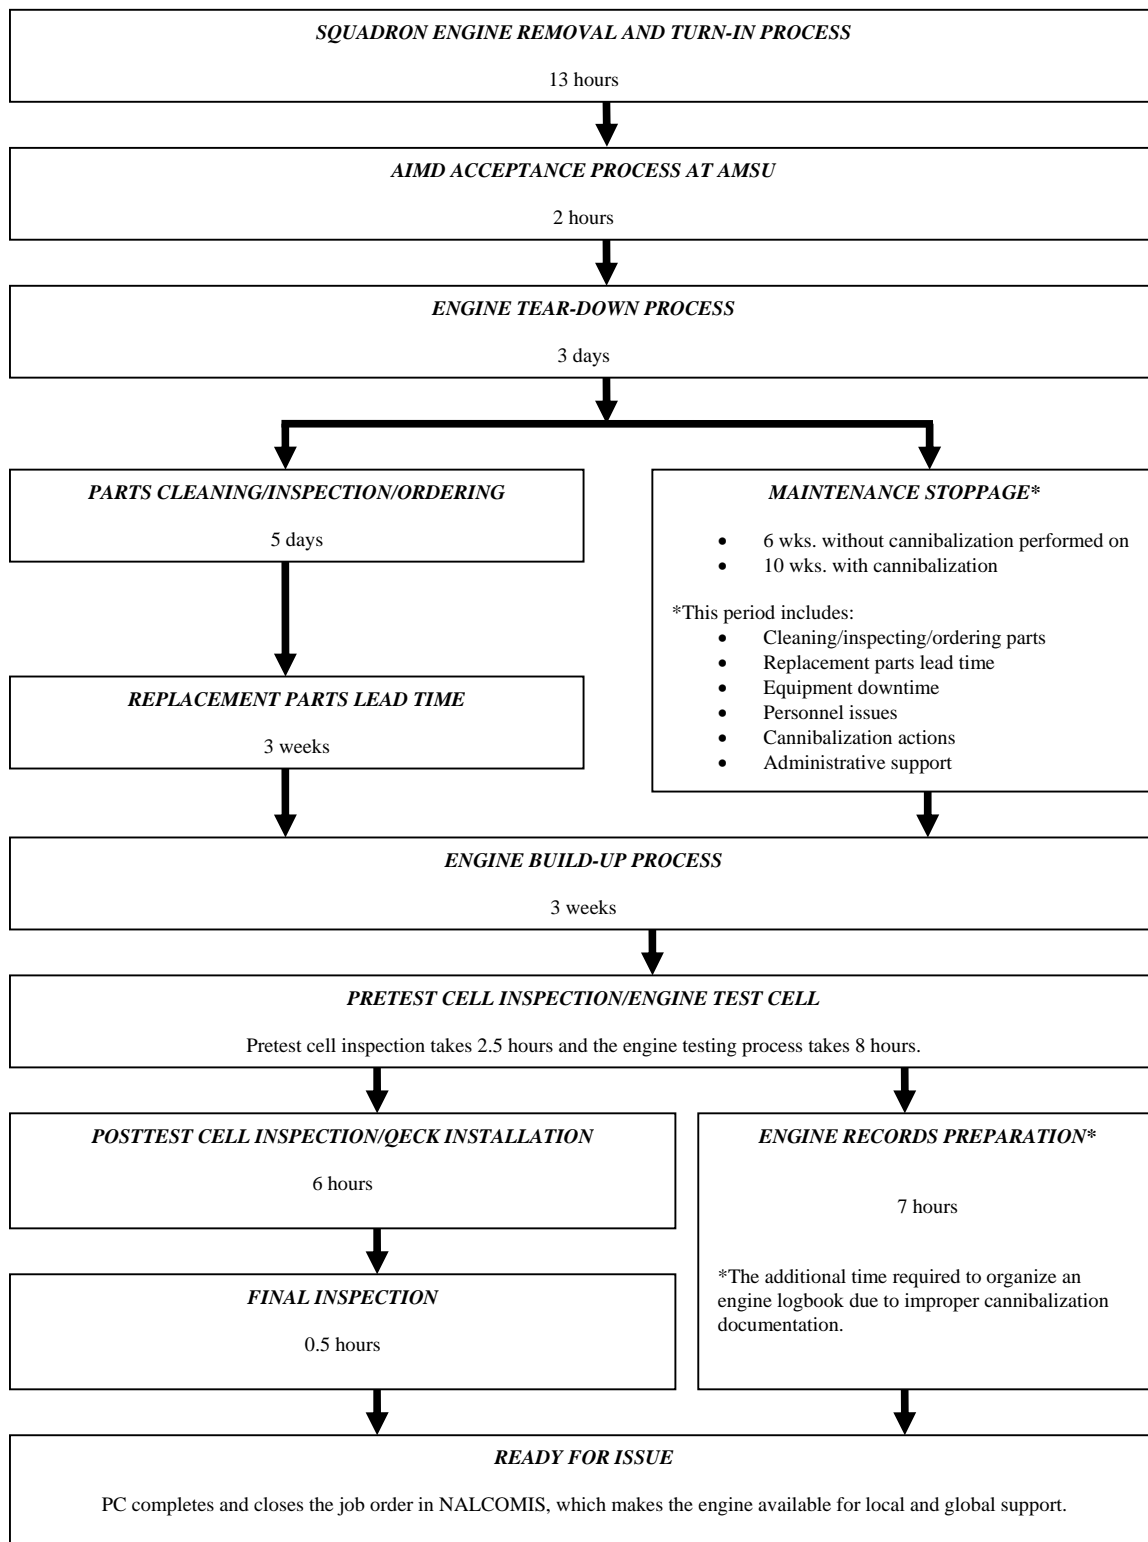 SQUADRON ENGINE REMOVAL AND TURN-IN PROCESS
13 hours
AIMD ACCEPTANCE PROCESS AT AMSU
2 hours
ENGINE TEAR-DOWN PROCESS
3 days
PARTS CLEANING/INSPECTION/ORDERING
5 days
REPLACEMENT PARTS LEAD TIME
3 weeks
MAINTENANCE STOPPAGE*
• 6 wks. without cannibalization performed on
• 10 wks. with cannibalization
*This period includes:
• Cleaning/inspecting/ordering parts
• Replacement parts lead time
• Equipment downtime
• Personnel issues
• Cannibalization actions
• Administrative support
ENGINE BUILD-UP PROCESS
3 weeks
PRETEST CELL INSPECTION/ENGINE TEST CELL
Pretest cell inspection takes 2.5 hours and the engine testing process takes 8 hours.
POSTTEST CELL INSPECTION/QECK INSTALLATION
6 hours
FINAL INSPECTION
0.5 hours
ENGINE RECORDS PREPARATION*
7 hours
*The additional time required to organize an
engine logbook due to improper cannibalization
documentation.
READY FOR ISSUE
PC completes and closes the job order in NALCOMIS, which makes the engine available for local and global support.